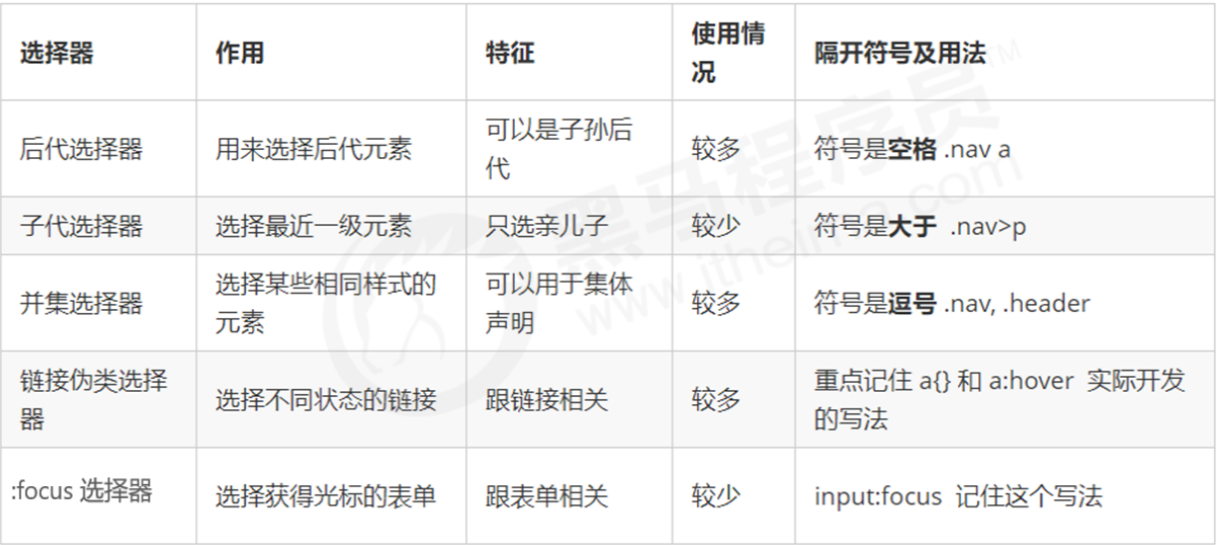 选择器 作用 特征 使用情况 隔开符号及用法
后代选择器 用来选择后代元素 可以是子孙后代 较多 符号是空格 .nav a
子代选择器 选择最近一级元素 只选亲儿子 较少 符号是大于 .nav>p
并集选择器 选择某些相同样式的元素 可以用于集体声明 较多 符号是逗号 .nav, .header
链接伪类选择器 选择不同状态的链接 跟链接相关 较多 重点记住 a{} 和 a:hover 实际开发的写法
:focus 选择器 选择获得光标的表单 跟表单相关 较少 input:focus 记住这个写法
黑马程序员™
www.itheima.com